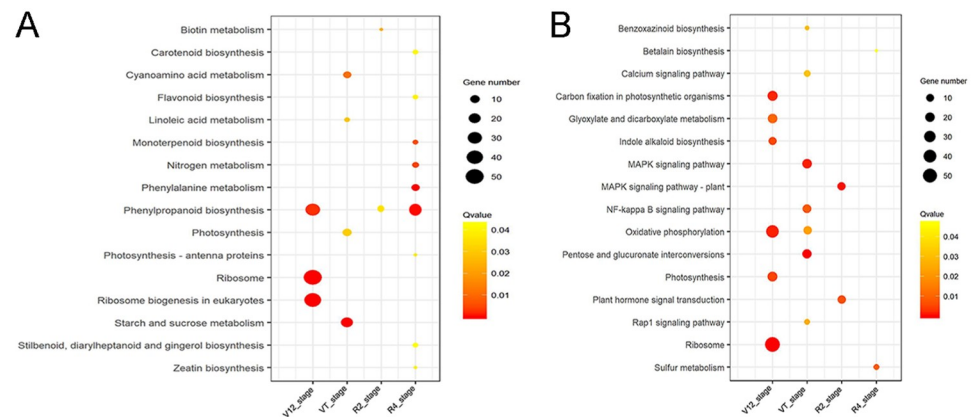 A
Biotin metabolism
Carotenoid biosynthesis
Cyanoamino acid metabolism
Flavonoid biosynthesis
Linoleic acid metabolism
Monoterpenoid biosynthesis
Nitrogen metabolism
Phenylalanine metabolism
Phenylpropanoid biosynthesis
Photosynthesis
Photosynthesis - antenna proteins
Ribosome
Ribosome biogenesis in eukaryotes
Starch and sucrose metabolism
Stilbenoid, diarylheptanoid and gingerol biosynthesis
Zeatin biosynthesis
V12_stage
VT_stage
R2_stage
R4_stage
Gene number
10
20
30
40
50
Qvalue
0.04
0.03
0.02
0.01
B
Benzoxazinoid biosynthesis
Betalain biosynthesis
Calcium signaling pathway
Carbon fixation in photosynthetic organisms
Glyoxylate and dicarboxylate metabolism
Indole alkaloid biosynthesis
MAPK signaling pathway
MAPK signaling pathway - plant
NF-kappa B signaling pathway
Oxidative phosphorylation
Pentose and glucuronate interconversions
Photosynthesis
Plant hormone signal transduction
Rap1 signaling pathway
Ribosome
Sulfur metabolism
V12_stage
VT_stage
R2_stage
R4_stage
Gene number
10
20
30
40
50
Qvalue
0.04
0.03
0.02
0.01